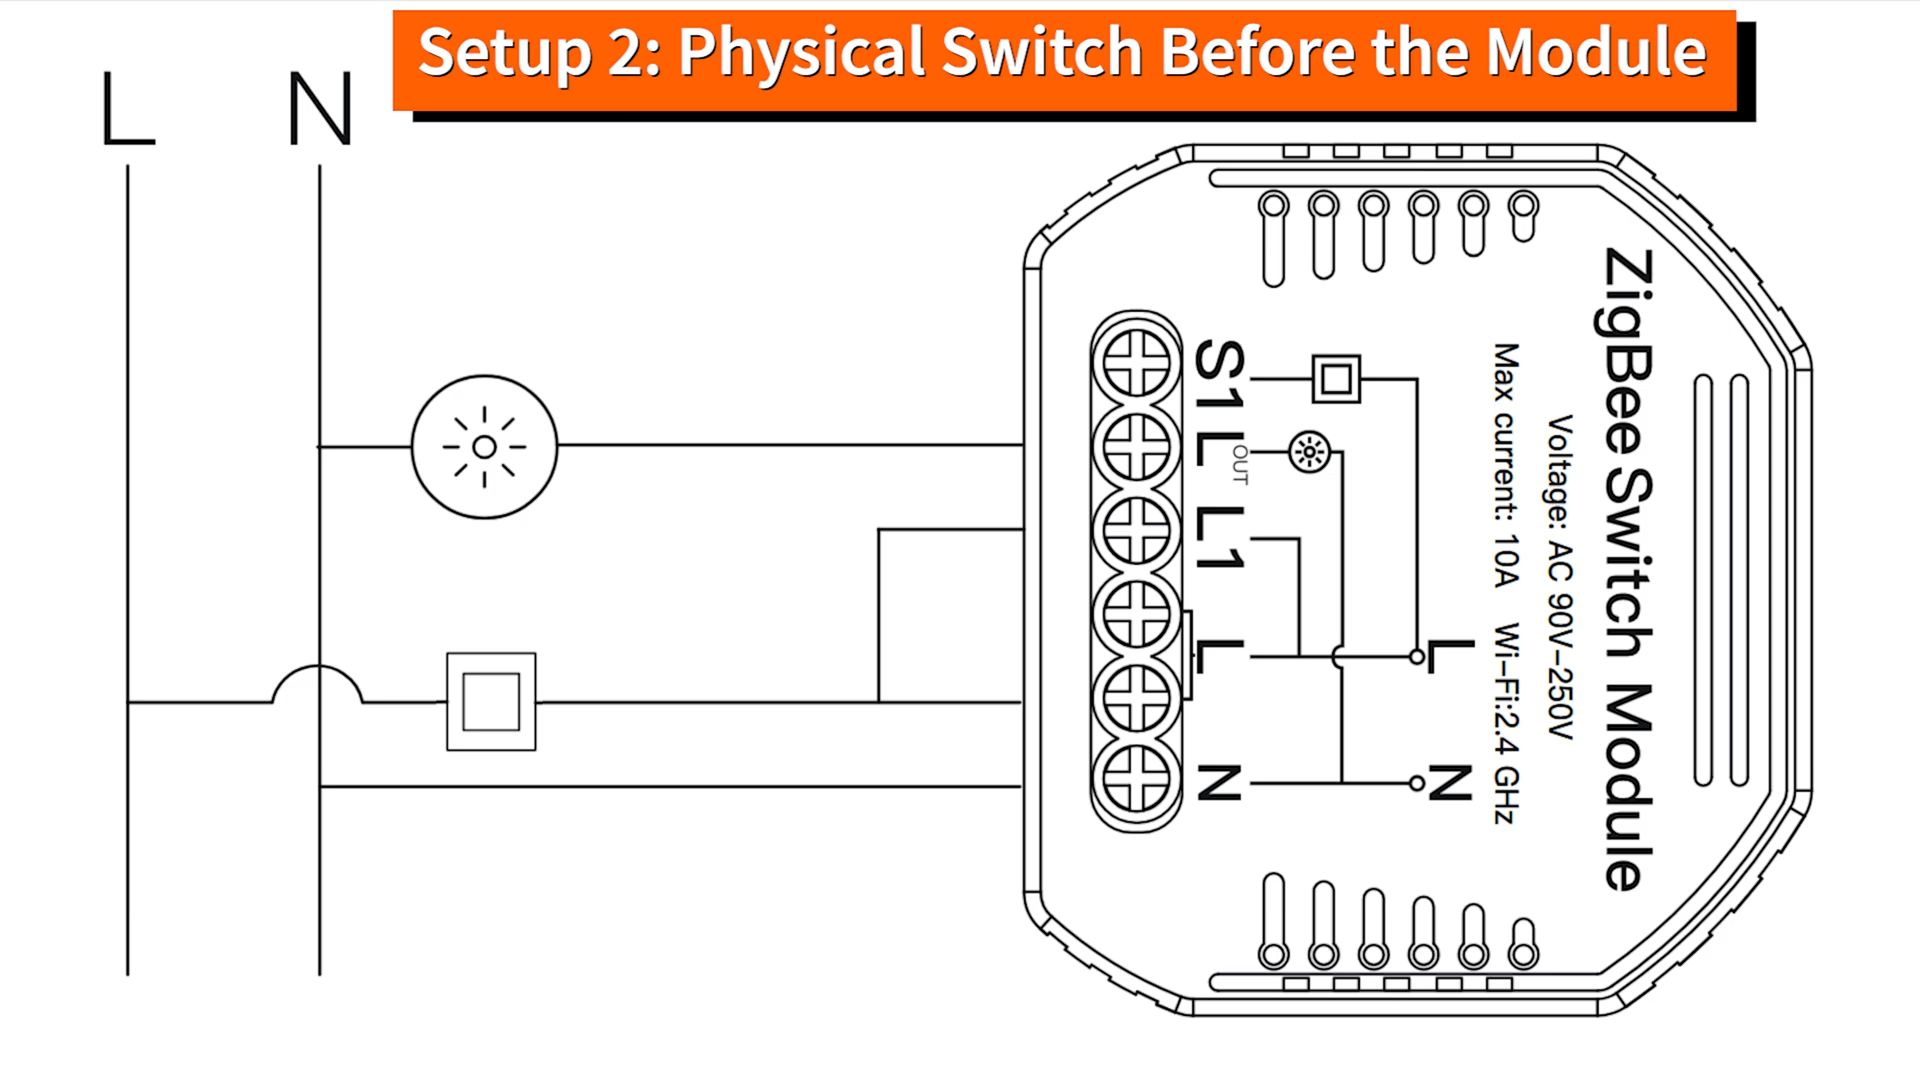 Setup 2: Physical Switch Before the Module
L
N
S1
L OUT
L1
L
N
L
N
Max current: 10A Wi-Fi:2.4 GHz
Voltage: AC 90V-250V
ZigBee Switch Module